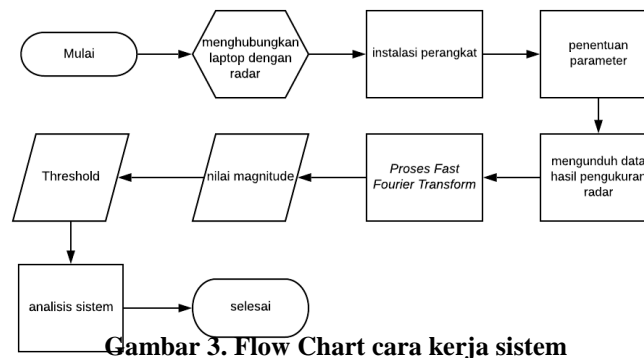 Mulai
menghubungkan
laptop dengan
radar
instalasi perangkat
penentuan
parameter
mengunduh data
hasil pengukuran
radar
Proses Fast
Fourier Transform
nilai magnitude
Threshold
analisis sistem
selesai
Gambar 3. Flow Chart cara kerja sistem